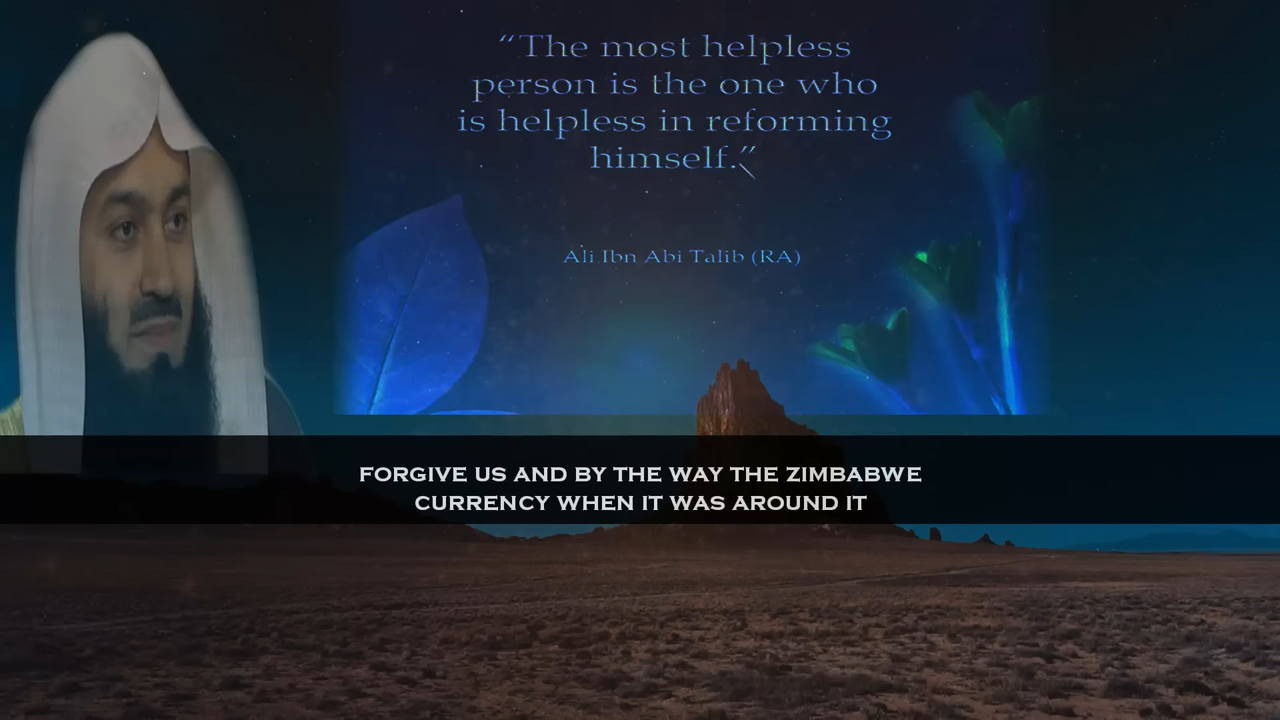 “The most helpless
person is the one who
is helpless in reforming
himself.”
Ali Ibn Abi Talib (RA)
FORGIVE US AND BY THE WAY THE ZIMBABWE
CURRENCY WHEN IT WAS AROUND IT